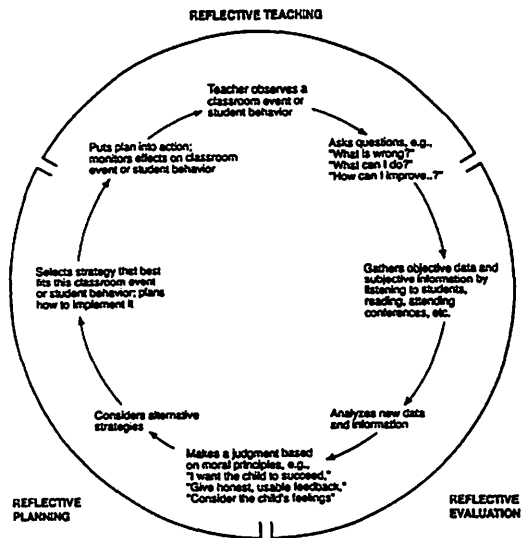 REFLECTIVE TEACHING
Teacher observes a
classroom event or
student behavior
Asks questions, e.g.,
"What is wrong?"
"What can I do?"
"How can I improve..?"
Gathers objective data and
subjective information by
listening to students,
reading, attending
conferences, etc.
Analyzes new data
and information
Makes a judgment based
on moral principles, e.g.,
"I want the child to succeed,"
"Give honest, usable feedback,"
"Consider the child's feelings"
Considers alternative
strategies
Selects strategy that best
fits this classroom event
or student behavior; plans
how to implement it
Puts plan into action;
monitors effects on classroom
event or student behavior
REFLECTIVE
PLANNING
REFLECTIVE
EVALUATION